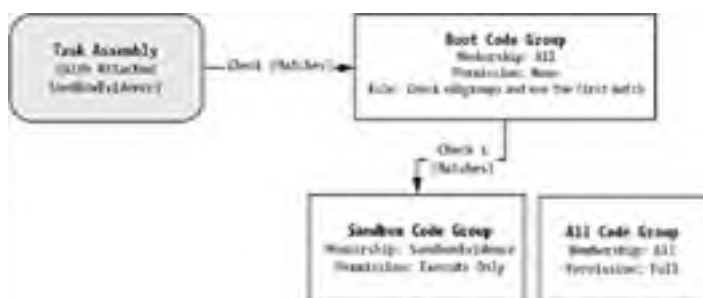 Task Assembly
(with Attached
SandboxEvidence)
Check (Matches)
Root Code Group
Membership: All
Permission: None
Rule: Check subgroups and use the first match
Check 1
(Matches)
Sandbox Code Group
Membership: SandboxEvidence
Permission: Execute Only
All Code Group
Membership: All
Permission: Full